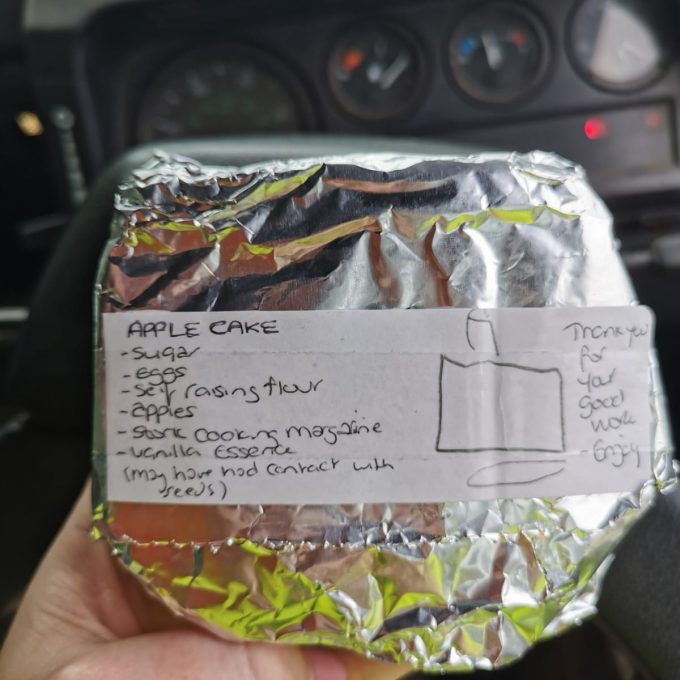 APPLE CAKE
- sugar
- eggs
- self raising flour
- apples
- stork cooking
- vanilla essence
(may have had contact with
seeds)
Thank you
for
your
good
work
- Enjoy